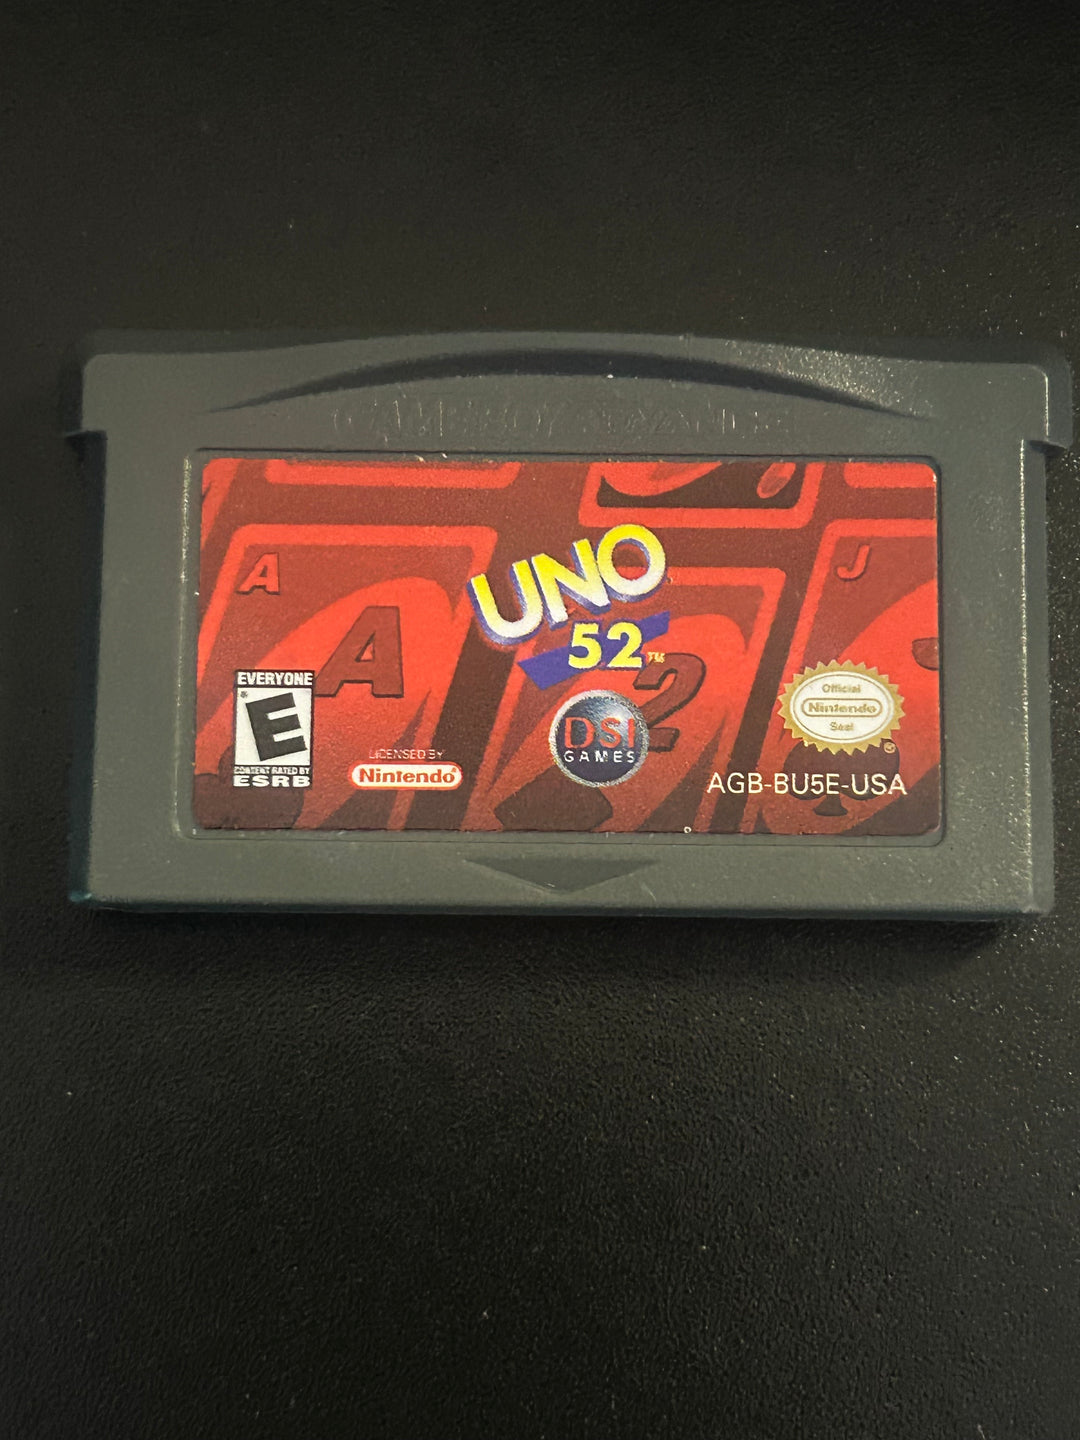 GAME BOY ADVANCE
A
J
UNO
52™
A
2
EVERYONE
E
CONTENT RATED BY
ESRB
LICENSED BY
Nintendo
DSI
GAMES
Official
Nintendo
Seal
®
AGB-BU5E-USA